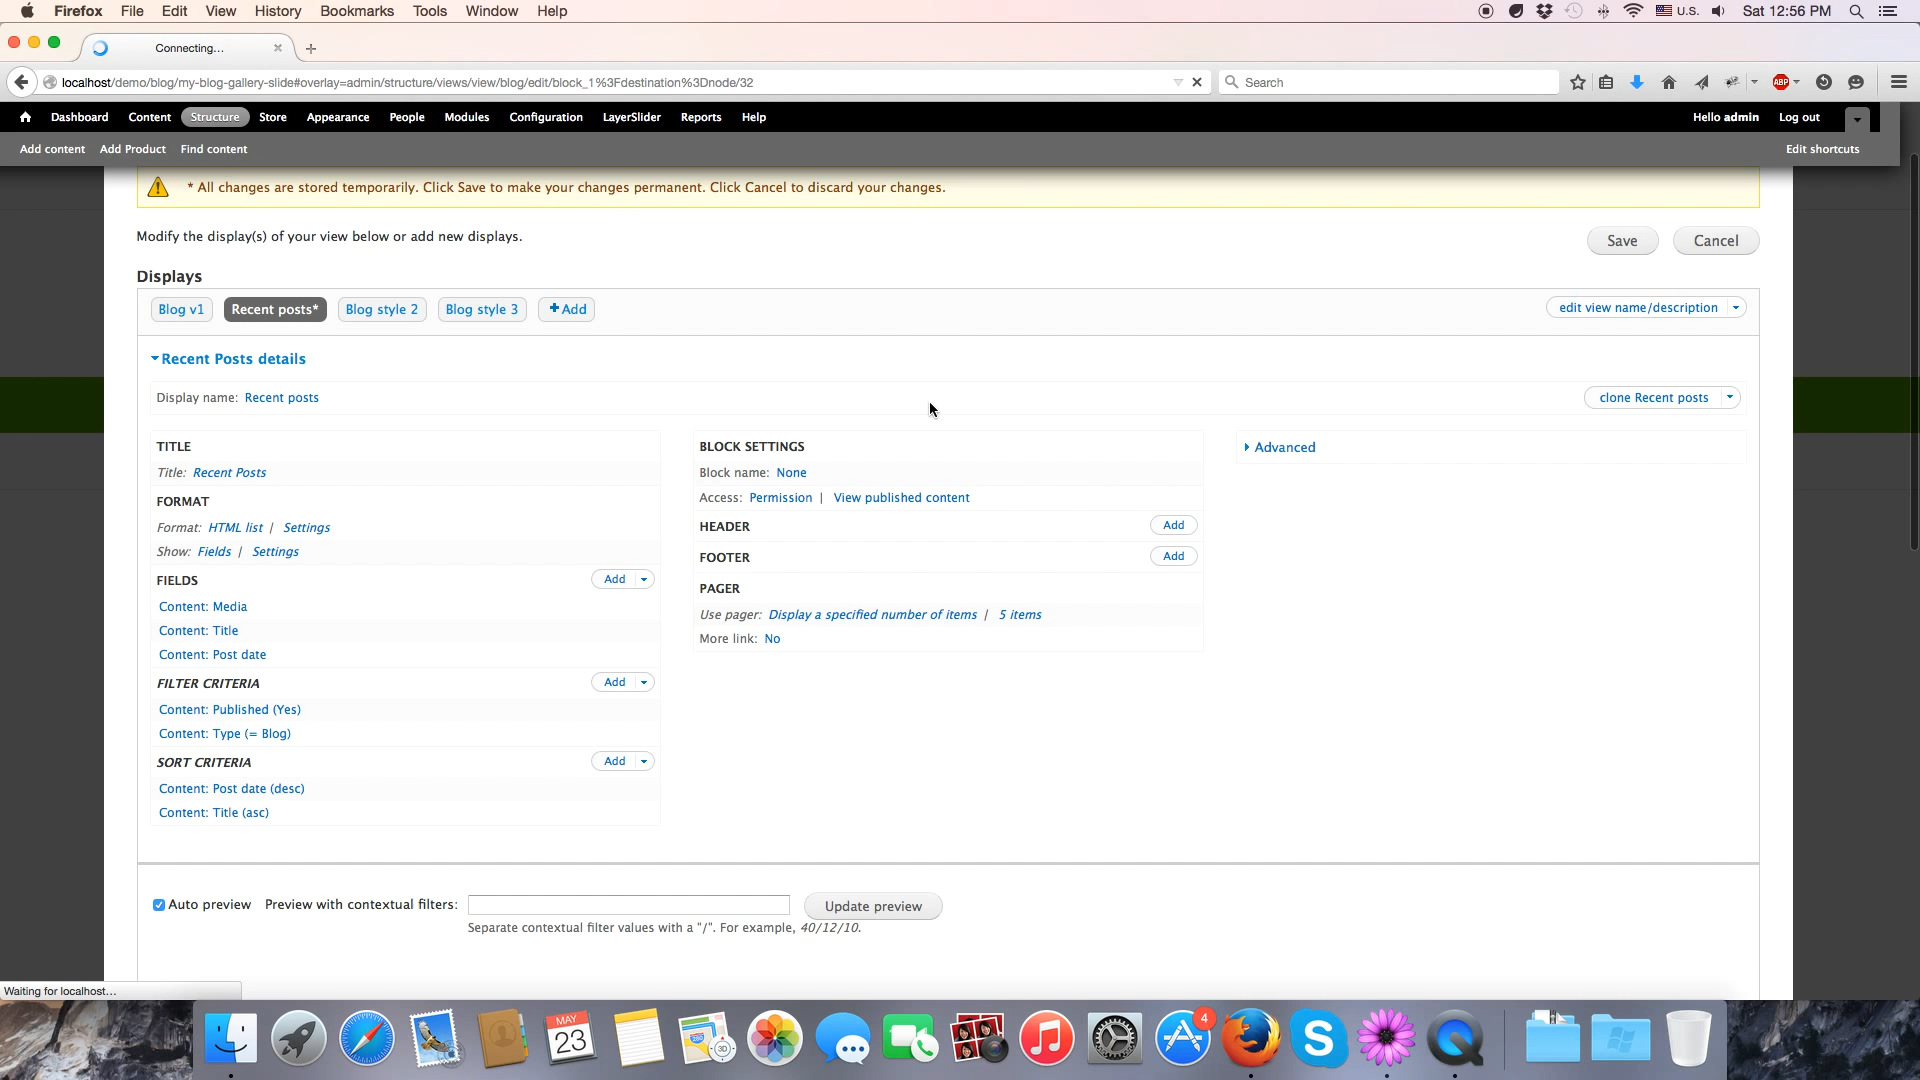 Firefox File Edit View History Bookmarks Tools Window Help
U.S. Sat 12:56 PM
Connecting...
localhost/demo/blog/my-blog-gallery-slide#overlay=admin/structure/views/view/blog/edit/block_1%3Fdestination%3Dnode/32
Search
ABP
Dashboard Content Structure Store Appearance People Modules Configuration LayerSlider Reports Help
Hello admin Log out
Add content Add Product Find content
Edit shortcuts
* All changes are stored temporarily. Click Save to make your changes permanent. Click Cancel to discard your changes.
Modify the display(s) of your view below or add new displays.
Save Cancel
Displays
Blog v1 Recent posts* Blog style 2 Blog style 3 +Add
edit view name/description
Recent Posts details
Display name: Recent posts
clone Recent posts
TITLE
Title: Recent Posts
FORMAT
Format: HTML list | Settings
Show: Fields | Settings
FIELDS Add
Content: Media
Content: Title
Content: Post date
FILTER CRITERIA Add
Content: Published (Yes)
Content: Type (= Blog)
SORT CRITERIA Add
Content: Post date (desc)
Content: Title (asc)
BLOCK SETTINGS
Block name: None
Access: Permission | View published content
HEADER Add
FOOTER Add
PAGER
Use pager: Display a specified number of items | 5 items
More link: No
Advanced
Auto preview Preview with contextual filters: Update preview
Separate contextual filter values with a "/". For example, 40/12/10.
Waiting for localhost...
MAY
23
3D
4